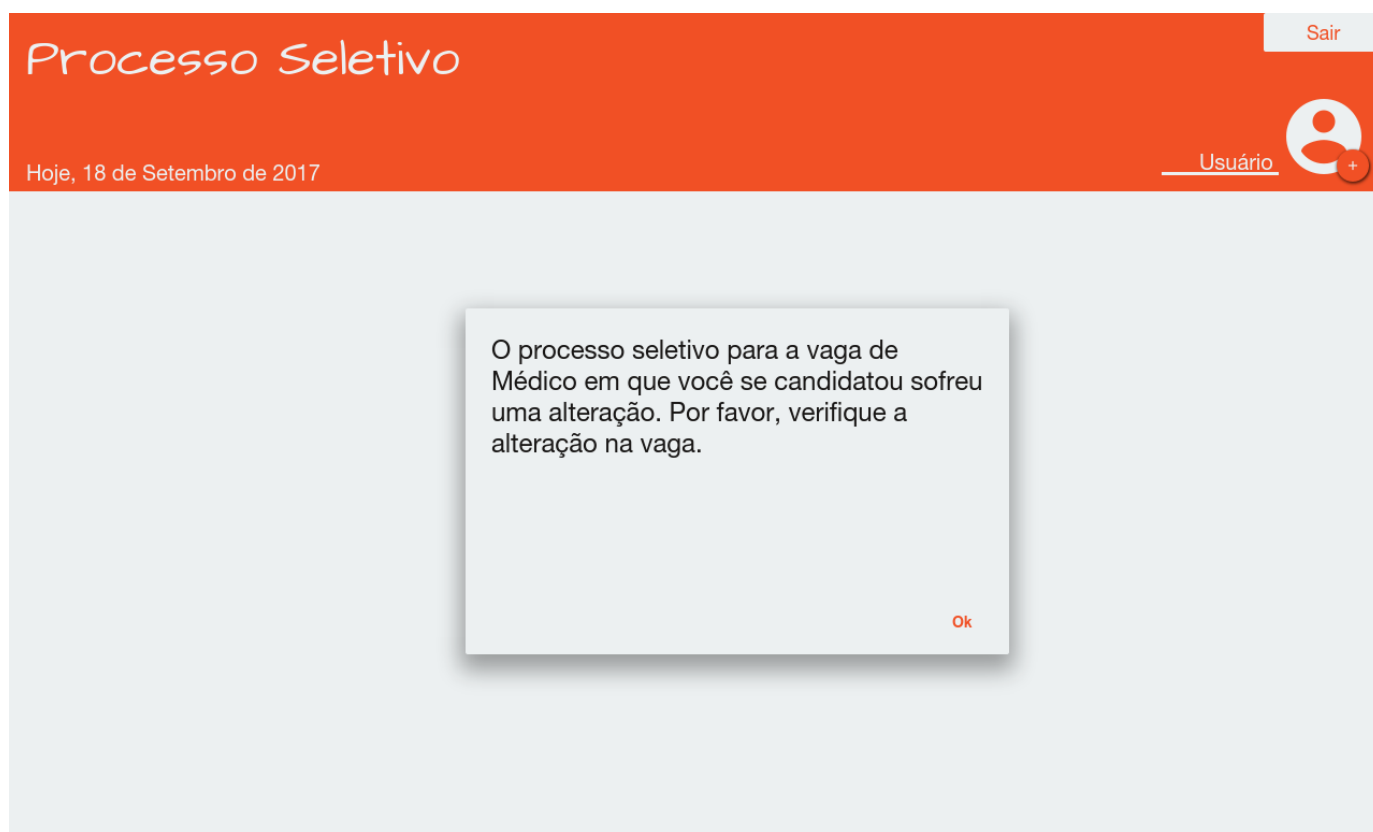 Processo Seletivo
Sair
Usuário
Hoje, 18 de Setembro de 2017
+
O processo seletivo para a vaga de
Médico em que você se candidatou sofreu
uma alteração. Por favor, verifique a
alteração na vaga.
Ok